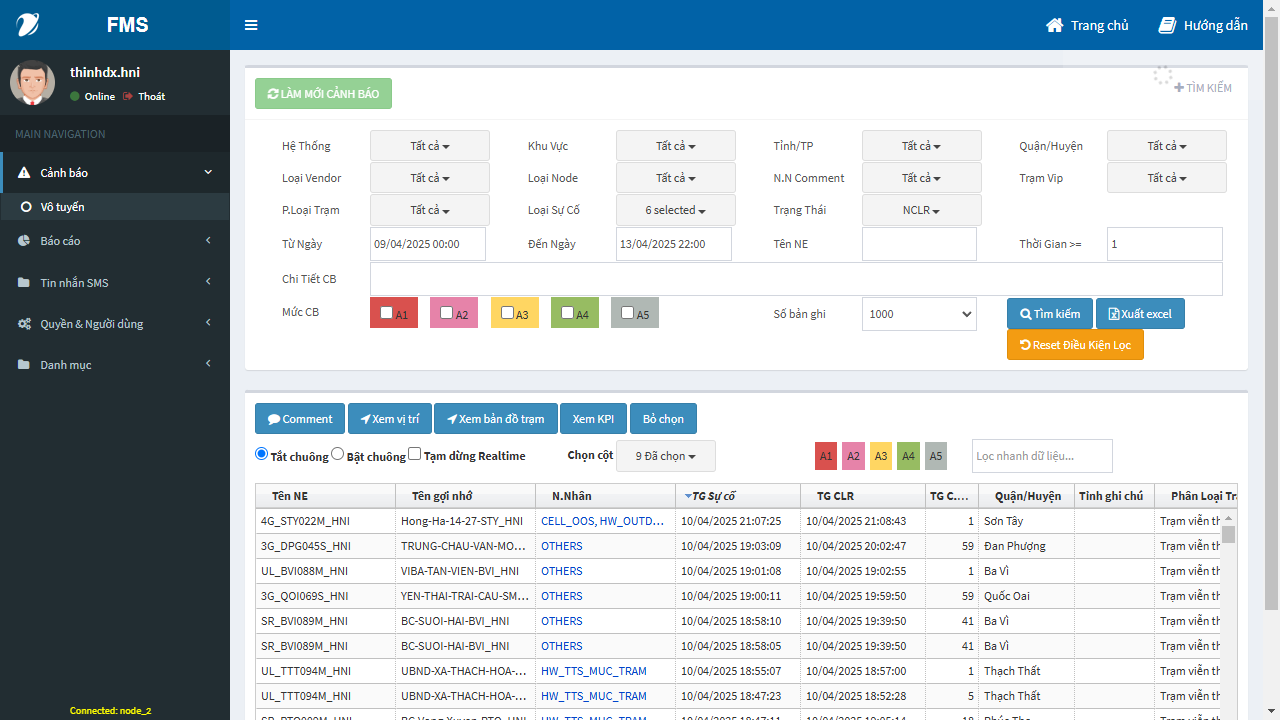 FMS
Trang chủ
Hướng dẫn
thinhdx.hni
Online Thoát
MAIN NAVIGATION
Cảnh báo
Vô tuyến
Báo cáo
Tin nhắn SMS
Quyền & Người dùng
Danh mục
Connected: node_2
LÀM MỚI CẢNH BÁO
TÌM KIẾM
Hệ Thống Tất cả Khu Vực Tất cả Tỉnh/TP Tất cả Quận/Huyện Tất cả
Loại Vendor Tất cả Loại Node Tất cả N.N Comment Tất cả Trạm Vip Tất cả
P.Loại Trạm Tất cả Loại Sự Cố 6 selected Trạng Thái NCLR
Từ Ngày 09/04/2025 00:00 Đến Ngày 13/04/2025 22:00 Tên NE Thời Gian >= 1
Chi Tiết CB
Mức CB A1 A2 A3 A4 A5 Số bản ghi 1000 Tìm kiếm Xuất excel
Reset Điều Kiện Lọc
Comment Xem vị trí Xem bản đồ trạm Xem KPI Bỏ chọn
Tắt chuông Bật chuông Tạm dừng Realtime Chọn cột 9 Đã chọn A1 A2 A3 A4 A5 Lọc nhanh dữ liệu...
Tên NE Tên gợi nhớ N.Nhân TG Sự cố TG CLR TG C.... Quận/Huyện Tỉnh ghi chú Phân Loại Tr
4G_STY022M_HNI Hong-Ha-14-27-STY_HNI CELL_OOS, HW_OUTD... 10/04/2025 21:07:25 10/04/2025 21:08:43 1 Sơn Tây Trạm viễn th
3G_DPG045S_HNI TRUNG-CHAU-VAN-MO... OTHERS 10/04/2025 19:03:09 10/04/2025 20:02:47 59 Đan Phượng Trạm viễn th
UL_BVI088M_HNI VIBA-TAN-VIEN-BVI_HNI OTHERS 10/04/2025 19:01:08 10/04/2025 19:02:55 1 Ba Vì Trạm viễn th
3G_QOI069S_HNI YEN-THAI-TRAI-CAU-SM... OTHERS 10/04/2025 19:00:11 10/04/2025 19:59:50 59 Quốc Oai Trạm viễn th
SR_BVI089M_HNI BC-SUOI-HAI-BVI_HNI OTHERS 10/04/2025 18:58:10 10/04/2025 19:39:50 41 Ba Vì Trạm viễn th
SR_BVI089M_HNI BC-SUOI-HAI-BVI_HNI OTHERS 10/04/2025 18:58:05 10/04/2025 19:39:50 41 Ba Vì Trạm viễn th
UL_TTT094M_HNI UBND-XA-THACH-HOA-... HW_TTS_MUC_TRAM 10/04/2025 18:55:07 10/04/2025 18:57:00 1 Thạch Thất Trạm viễn th
UL_TTT094M_HNI UBND-XA-THACH-HOA-... HW_TTS_MUC_TRAM 10/04/2025 18:47:23 10/04/2025 18:52:28 5 Thạch Thất Trạm viễn th